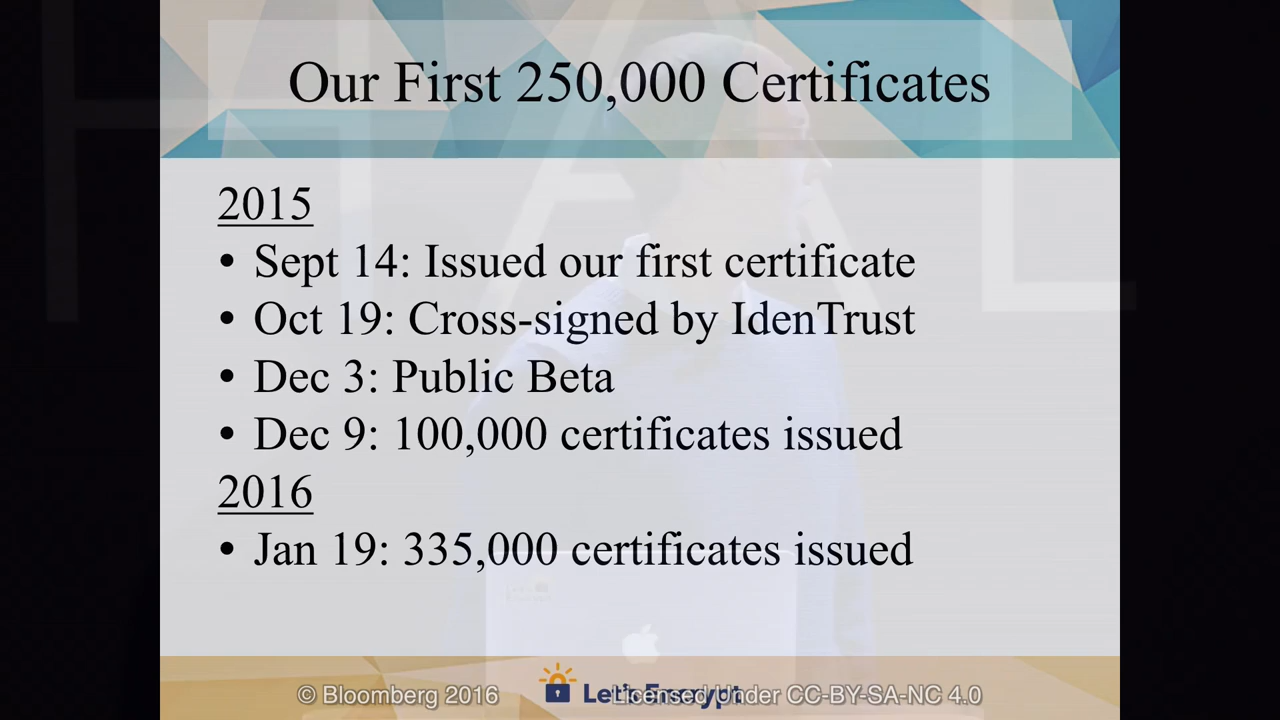 Our First 250,000 Certificates
2015
• Sept 14: Issued our first certificate
• Oct 19: Cross-signed by IdenTrust
• Dec 3: Public Beta
• Dec 9: 100,000 certificates issued
2016
• Jan 19: 335,000 certificates issued
Let's Encrypt
© Bloomberg 2016
Licensed Under CC-BY-SA-NC 4.0